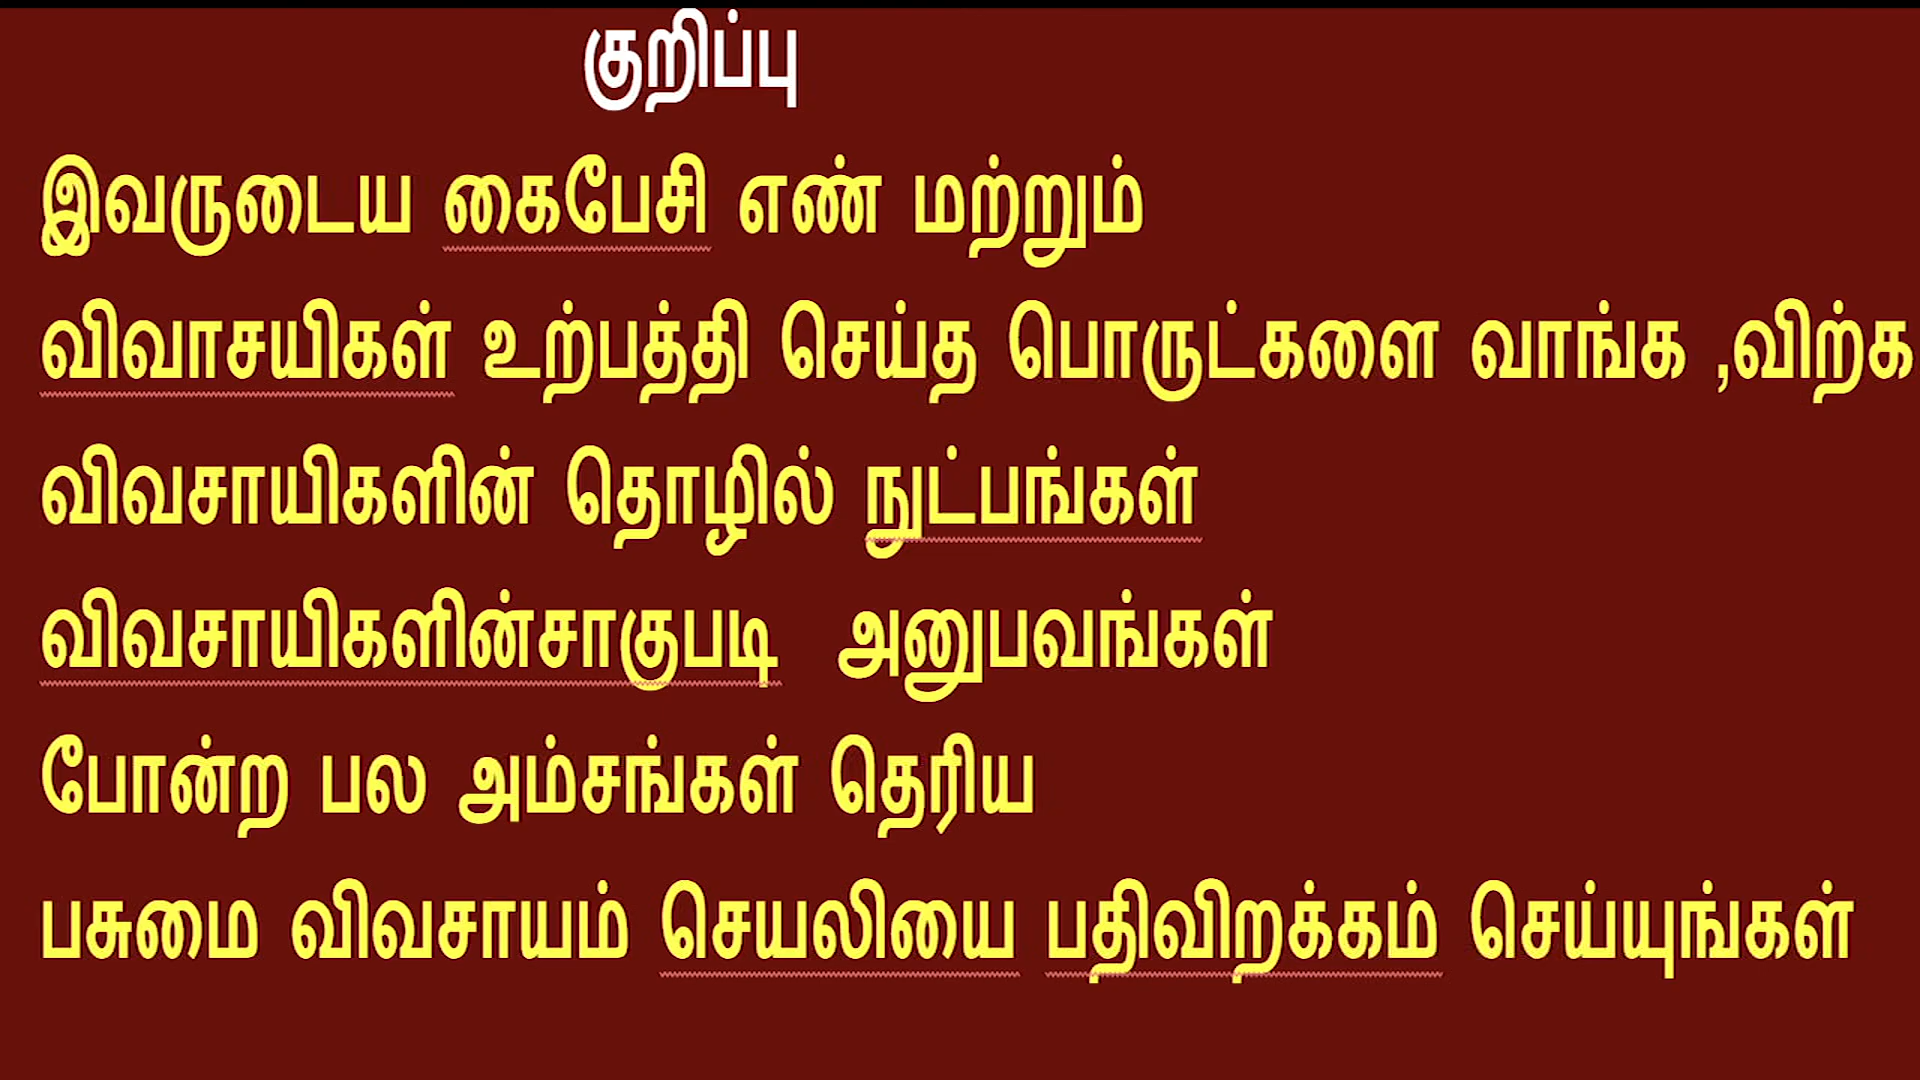 குறிப்பு
இவருடைய கைபேசி எண் மற்றும்
விவாசயிகள் உற்பத்தி செய்த பொருட்களை வாங்க ,விற்க
விவசாயிகளின் தொழில் நுட்பங்கள்
விவசாயிகளின்சாகுபடி அனுபவங்கள்
போன்ற பல அம்சங்கள் தெரிய
பசுமை விவசாயம் செயலியை பதிவிறக்கம் செய்யுங்கள்